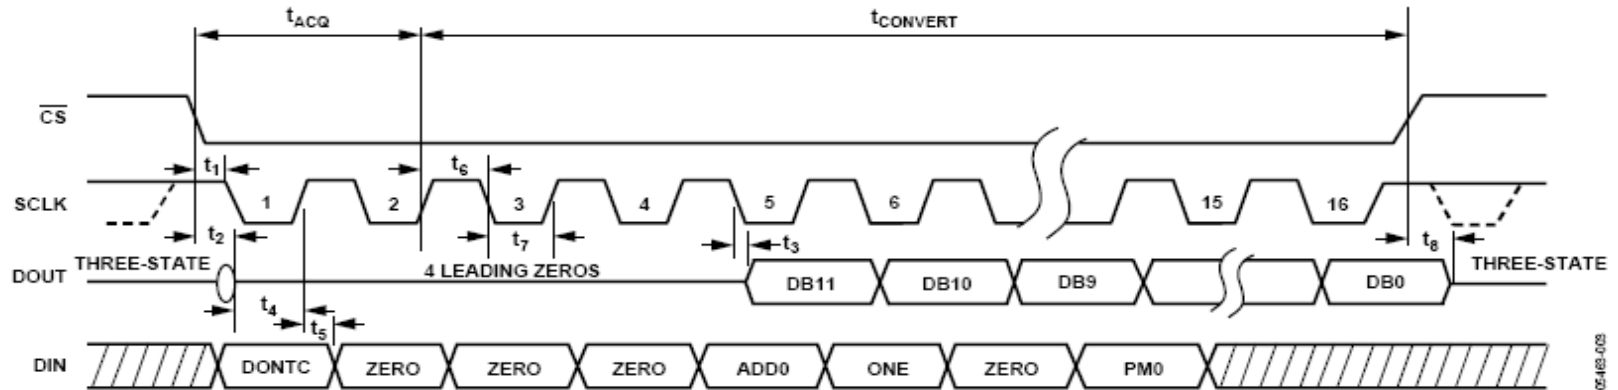 tACQ
tCONVERT
CS
t1
t6
SCLK
1
2
3
4
5
6
15
16
t2
t7
t3
t8
DOUT
THREE-STATE
4 LEADING ZEROS
DB11
DB10
DB9
DB0
THREE-STATE
t4
t5
DIN
DONTC
ZERO
ZERO
ZERO
ADD0
ONE
ZERO
PM0